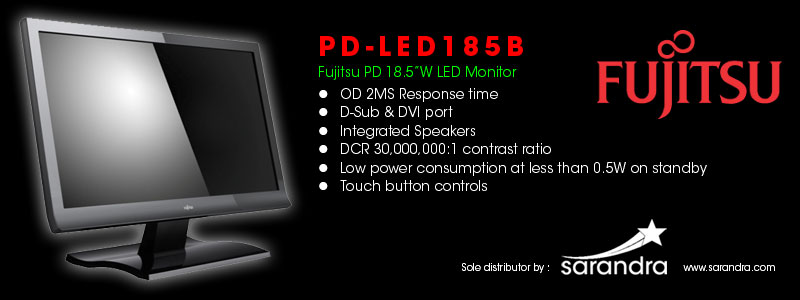 PD-LED185B
Fujitsu PD 18.5"W LED Monitor
● OD 2MS Response time
● D-Sub & DVI port
● Integrated Speakers
● DCR 30,000,000:1 contrast ratio
● Low power consumption at less than 0.5W on standby
● Touch button controls
FUJITSU
Sole distributor by : sarandra www.sarandra.com